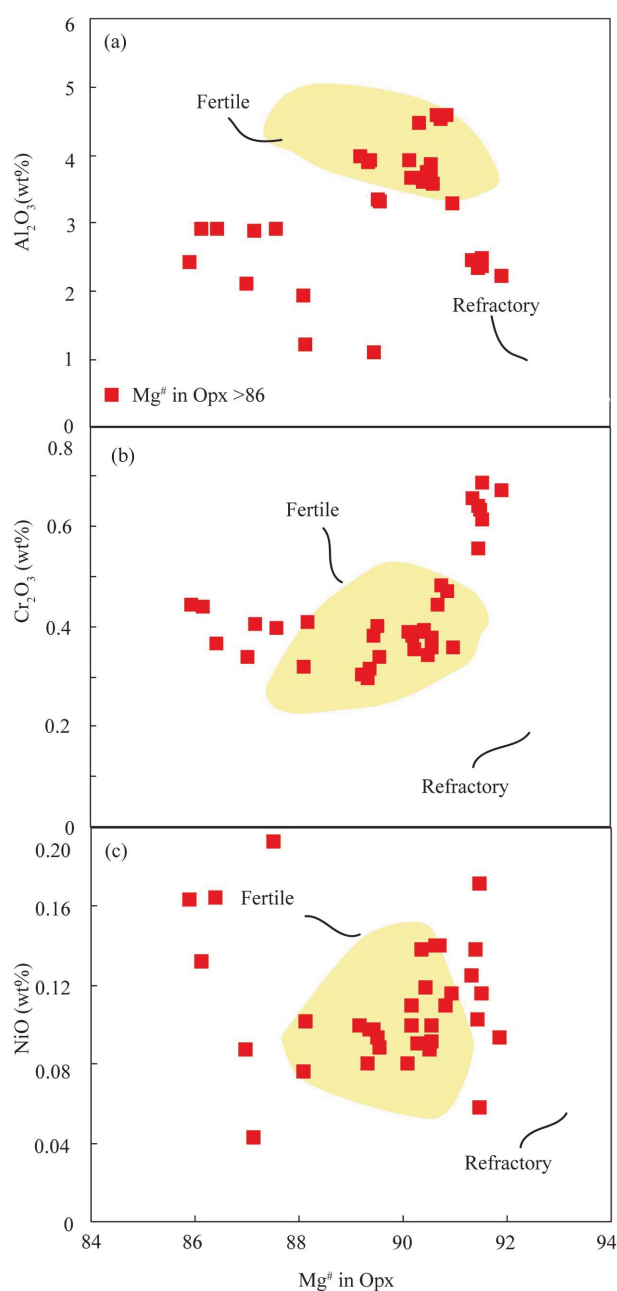 6
(a)
5
Fertile
4
Al₂O₃(wt%)
3
2
Refractory
1
Mg# in Opx >86
0
0.8
(b)
Fertile
0.6
Cr₂O₃ (wt%)
0.4
0.2
Refractory
0
0.20
(c)
Fertile
0.16
0.12
NiO (wt%)
0.08
0.04
Refractory
0
84 86 88 90 92 94
Mg# in Opx